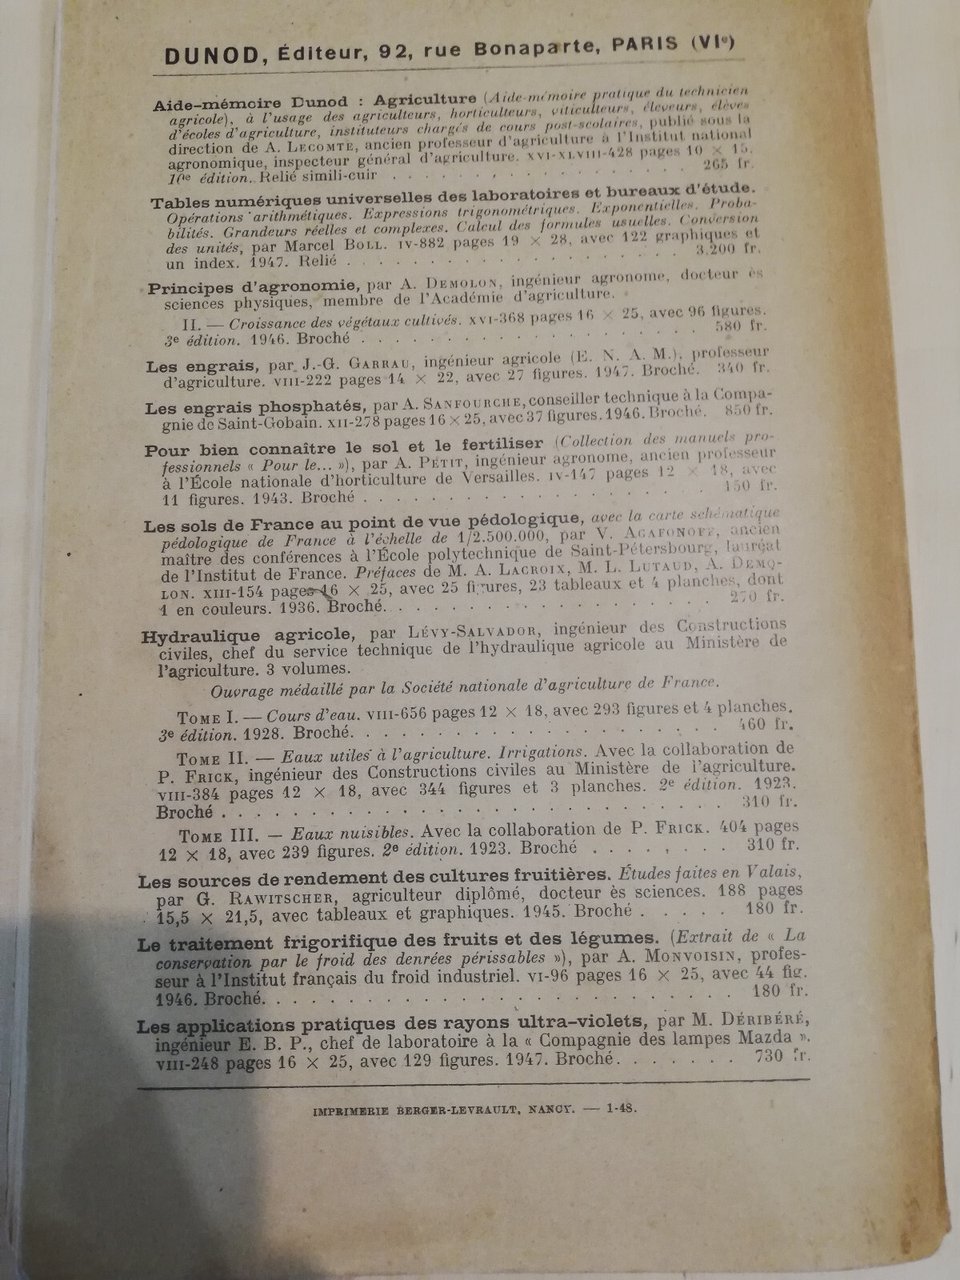 DUNOD, Éditeur, 92, rue Bonaparte, PARIS (VIᵉ)
Aide-mémoire Dunod : Agriculture (Aide-mémoire pratique du technicien
agricole), à l'usage des agriculteurs, horticulteurs, viticulteurs, éleveurs, élèves
d'écoles d'agriculture, instituteurs chargés de cours post-scolaires, publié sous la
direction de A. LECOMTE, ancien professeur d'agriculture à l'Institut national
agronomique, inspecteur général d'agriculture. XVI-XLVIII-428 pages 10 × 15.
10ᵉ édition. Relié simili-cuir . . . . . . . . . . . . 265 fr.
Tables numériques universelles des laboratoires et bureaux d'étude.
Opérations arithmétiques. Expressions trigonométriques. Exponentielles. Proba-
bilités. Grandeurs réelles et complexes. Calcul des formules usuelles. Conversion
des unités, par Marcel BOLL. IV-882 pages 19 × 28, avec 122 graphiques et
un index. 1947. Relié . . . . . . . . . . . . . . 3.200 fr.
Principes d'agronomie, par A. DEMOLON, ingénieur agronome, docteur ès
sciences physiques, membre de l'Académie d'agriculture.
II. — Croissance des végétaux cultivés. XVI-368 pages 16 × 25, avec 96 figures.
3ᵉ édition. 1946. Broché . . . . . . . . . . . . . . 580 fr.
Les engrais, par J.-G. GARRAU, ingénieur agricole (E. N. A. M.), professeur
d'agriculture. VIII-222 pages 14 × 22, avec 27 figures. 1947. Broché. 340 fr.
Les engrais phosphatés, par A. SANFOURCHE, conseiller technique à la Compa-
gnie de Saint-Gobain. XII-278 pages 16 × 25, avec 37 figures. 1946. Broché. 850 fr.
Pour bien connaître le sol et le fertiliser (Collection des manuels pro-
fessionnels « Pour le... »), par A. PETIT, ingénieur agronome, ancien professeur
à l'École nationale d'horticulture de Versailles. IV-147 pages 12 × 18, avec
11 figures. 1943. Broché . . . . . . . . . . . . . . 150 fr.
Les sols de France au point de vue pédologique, avec la carte schématique
pédologique de France à l'échelle de 1/2.500.000, par V. AGAFONOFF, ancien
maître des conférences à l'École polytechnique de Saint-Pétersbourg, lauréat
de l'Institut de France. Préfaces de M. A. LACROIX, M. L. LUTAUD, A. DEMO-
LON. XIII-154 pages 16 × 25, avec 25 figures, 23 tableaux et 4 planches, dont
1 en couleurs. 1936. Broché. . . . . . . . . . . . . . 270 fr.
Hydraulique agricole, par LÉVY-SALVADOR, ingénieur des Constructions
civiles, chef du service technique de l'hydraulique agricole au Ministère de
l'agriculture. 3 volumes.
Ouvrage médaillé par la Société nationale d'agriculture de France.
TOME I. — Cours d'eau. VIII-656 pages 12 × 18, avec 293 figures et 4 planches.
3ᵉ édition. 1928. Broché. . . . . . . . . . . . . . . 460 fr.
TOME II. — Eaux utiles à l'agriculture. Irrigations. Avec la collaboration de
P. FRICK, ingénieur des Constructions civiles au Ministère de l'agriculture.
VIII-384 pages 12 × 18, avec 344 figures et 3 planches. 2ᵉ édition. 1923.
Broché . . . . . . . . . . . . . . . . . . . . . 310 fr.
TOME III. — Eaux nuisibles. Avec la collaboration de P. FRICK. 404 pages
12 × 18, avec 239 figures. 2ᵉ édition. 1923. Broché . . . . . . . 310 fr.
Les sources de rendement des cultures fruitières. Études faites en Valais,
par G. RAWITSCHER, agriculteur diplômé, docteur ès sciences. 188 pages
15,5 × 21,5, avec tableaux et graphiques. 1945. Broché . . . . . 180 fr.
Le traitement frigorifique des fruits et des légumes. (Extrait de « La
conservation par le froid des denrées périssables »), par A. MONVOISIN, profes-
seur à l'Institut français du froid industriel. VI-96 pages 16 × 25, avec 44 fig.
1946. Broché. . . . . . . . . . . . . . . . . . . 180 fr.
Les applications pratiques des rayons ultra-violets, par M. DÉRIBÉRÉ,
ingénieur E. B. P., chef de laboratoire à la « Compagnie des lampes Mazda ».
VIII-248 pages 16 × 25, avec 129 figures. 1947. Broché. . . . . . . 730 fr.
IMPRIMERIE BERGER-LEVRAULT, NANCY. — 1-48.